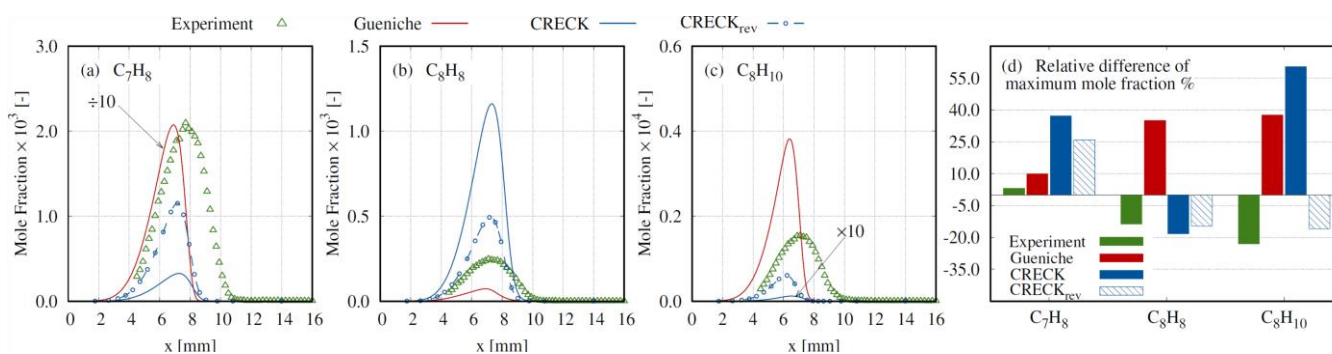 Experiment Gueniche CRECK CRECKrev
(a) C7H8
÷10
Mole Fraction × 10³ [-]
3.0
2.0
1.0
0.0
0 2 4 6 8 10 12 14 16
x [mm]
(b) C8H8
Mole Fraction × 10³ [-]
1.5
1.0
0.5
0.0
0 2 4 6 8 10 12 14 16
x [mm]
(c) C8H10
×10
Mole Fraction × 10⁴ [-]
0.6
0.4
0.2
0.0
0 2 4 6 8 10 12 14 16
x [mm]
(d) Relative difference of
maximum mole fraction %
55.0
40.0
25.0
10.0
-5.0
-20.0
-35.0
Experiment
Gueniche
CRECK
CRECKrev
C7H8 C8H8 C8H10